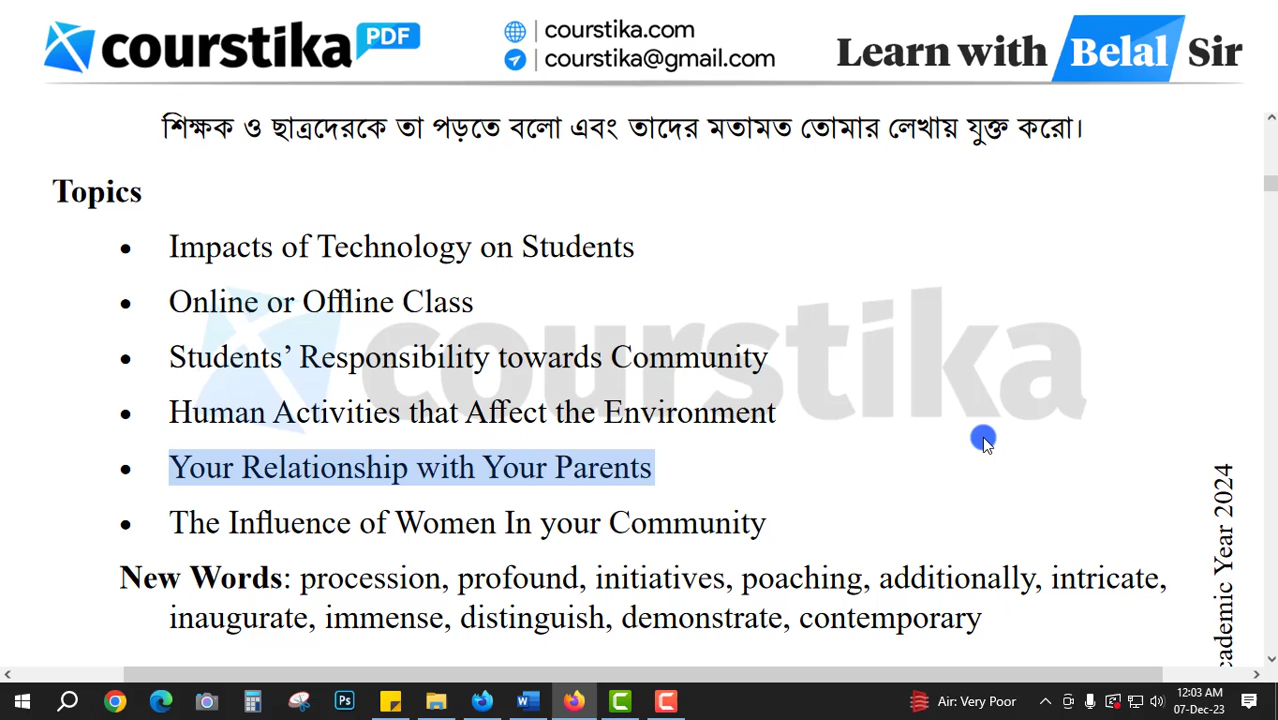 courstika PDF
courstika.com
courstika@gmail.com
Learn with Belal Sir
শিক্ষক ও ছাত্রদেরকে তা পড়তে বলো এবং তাদের মতামত তোমার লেখায় যুক্ত করো।
Topics
• Impacts of Technology on Students
• Online or Offline Class
• Students’ Responsibility towards Community
• Human Activities that Affect the Environment
• Your Relationship with Your Parents
• The Influence of Women In your Community
New Words: procession, profound, initiatives, poaching, additionally, intricate,
inaugurate, immense, distinguish, demonstrate, contemporary
courstika
cademic Year 2024
Air: Very Poor
12:03 AM
07-Dec-23